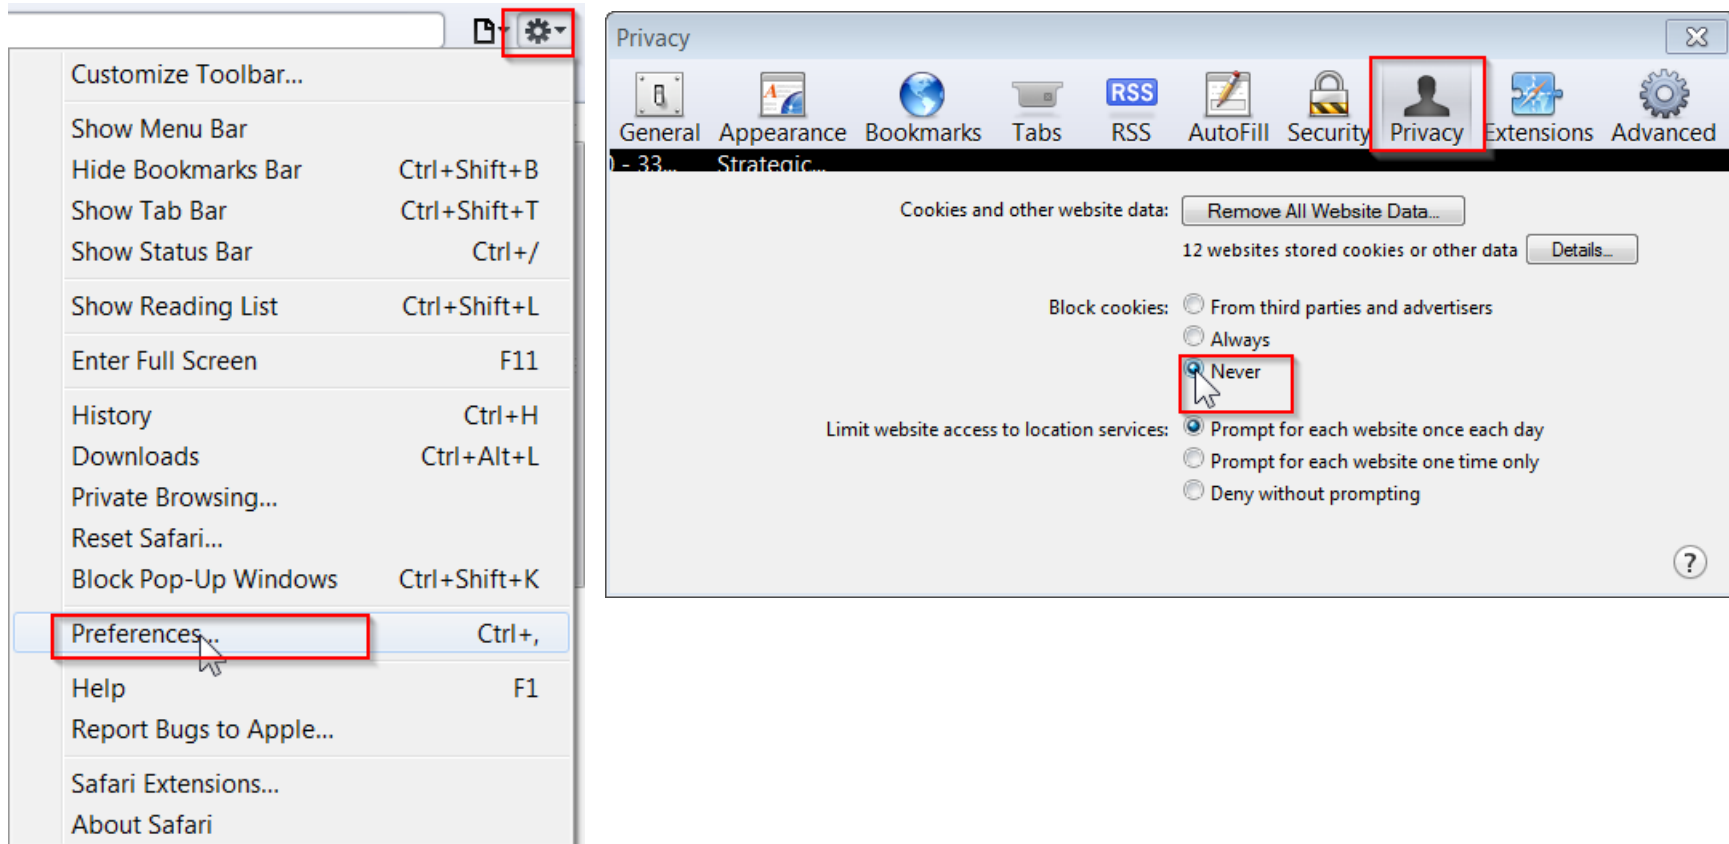 Customize Toolbar...
Show Menu Bar
Hide Bookmarks Bar Ctrl+Shift+B
Show Tab Bar Ctrl+Shift+T
Show Status Bar Ctrl+/
Show Reading List Ctrl+Shift+L
Enter Full Screen F11
History Ctrl+H
Downloads Ctrl+Alt+L
Private Browsing...
Reset Safari...
Block Pop-Up Windows Ctrl+Shift+K
Preferences... Ctrl+,
Help F1
Report Bugs to Apple...
Safari Extensions...
About Safari
Privacy
RSS
General Appearance Bookmarks Tabs RSS AutoFill Security Privacy Extensions Advanced
- 33... Strategic...
Cookies and other website data: Remove All Website Data...
12 websites stored cookies or other data Details...
Block cookies: From third parties and advertisers
Always
Never
Limit website access to location services: Prompt for each website once each day
Prompt for each website one time only
Deny without prompting
?